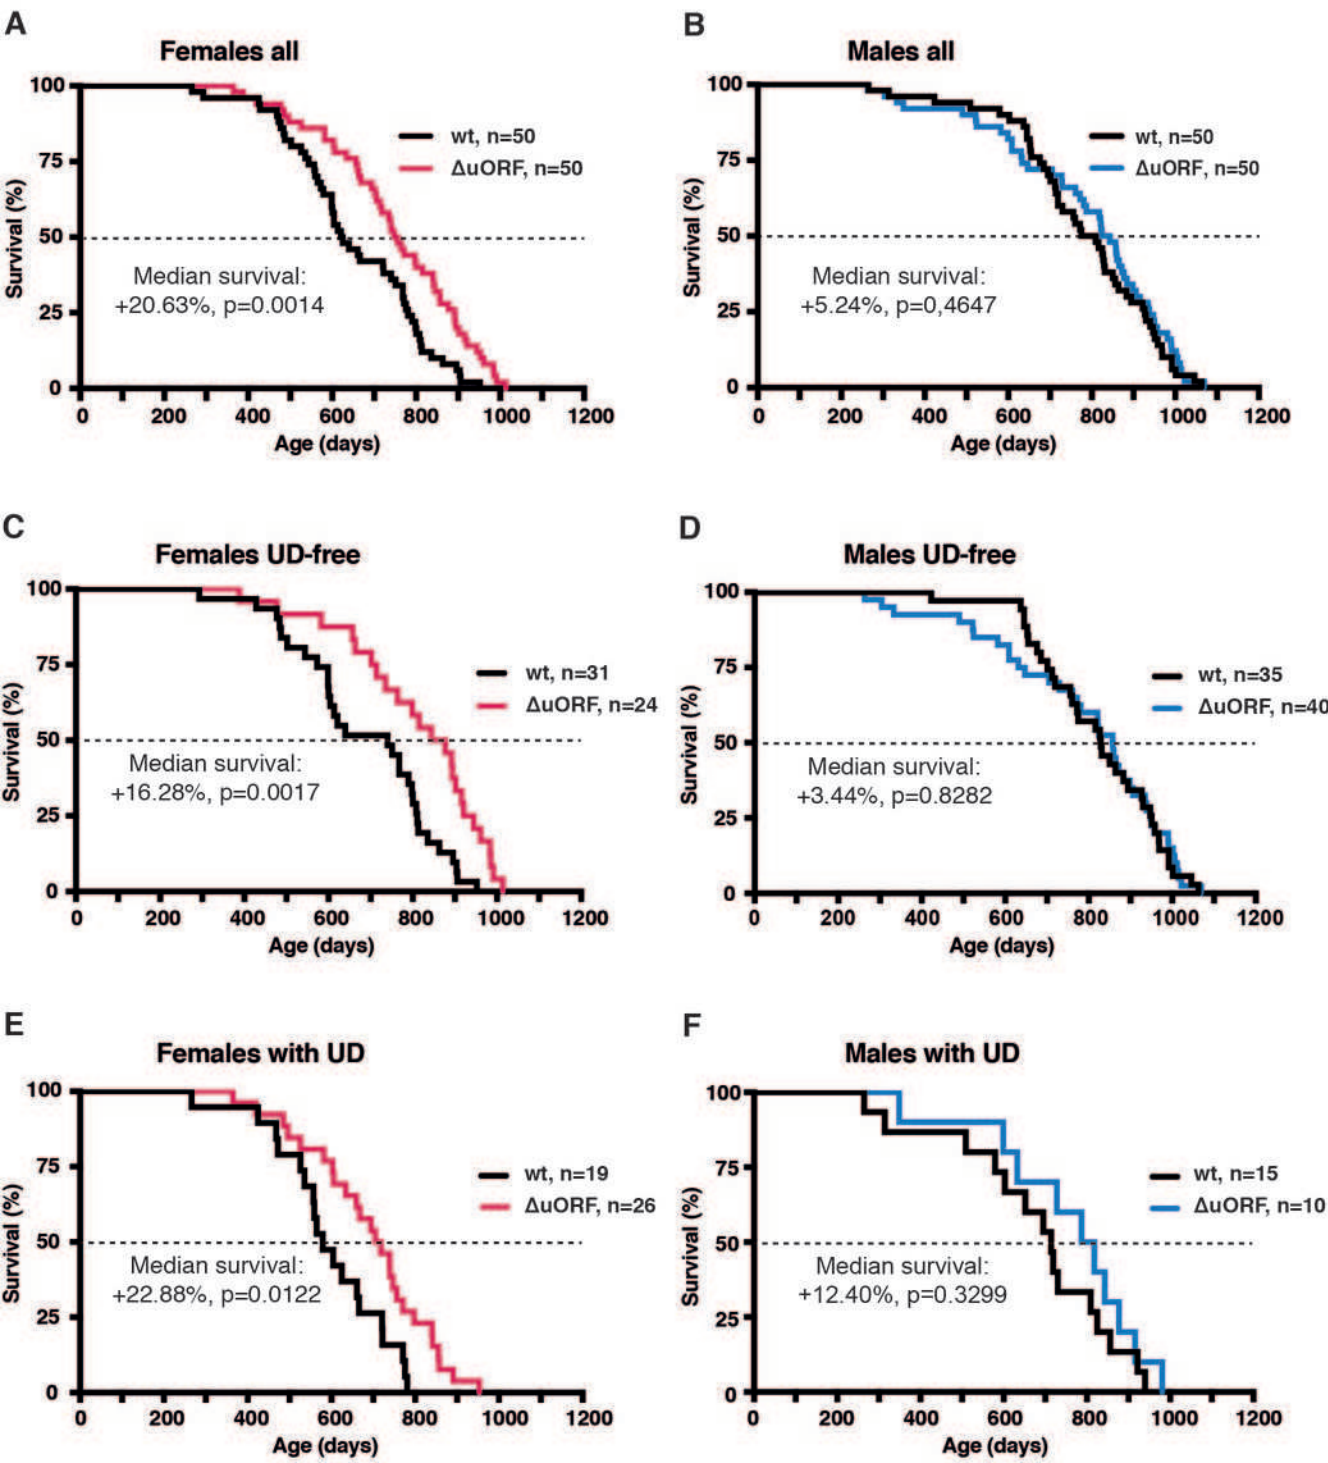 A
Females all
100
75
50
25
0
Survival (%)
wt, n=50
ΔuORF, n=50
Median survival:
+20.63%, p=0.0014
0 200 400 600 800 1000 1200
Age (days)
B
Males all
100
75
50
25
0
Survival (%)
wt, n=50
ΔuORF, n=50
Median survival:
+5.24%, p=0,4647
0 200 400 600 800 1000 1200
Age (days)
C
Females UD-free
100
75
50
25
0
Survival (%)
wt, n=31
ΔuORF, n=24
Median survival:
+16.28%, p=0.0017
0 200 400 600 800 1000 1200
Age (days)
D
Males UD-free
100
75
50
25
0
Survival (%)
wt, n=35
ΔuORF, n=40
Median survival:
+3.44%, p=0.8282
0 200 400 600 800 1000 1200
Age (days)
E
Females with UD
100
75
50
25
0
Survival (%)
wt, n=19
ΔuORF, n=26
Median survival:
+22.88%, p=0.0122
0 200 400 600 800 1000 1200
Age (days)
F
Males with UD
100
75
50
25
0
Survival (%)
wt, n=15
ΔuORF, n=10
Median survival:
+12.40%, p=0.3299
0 200 400 600 800 1000 1200
Age (days)